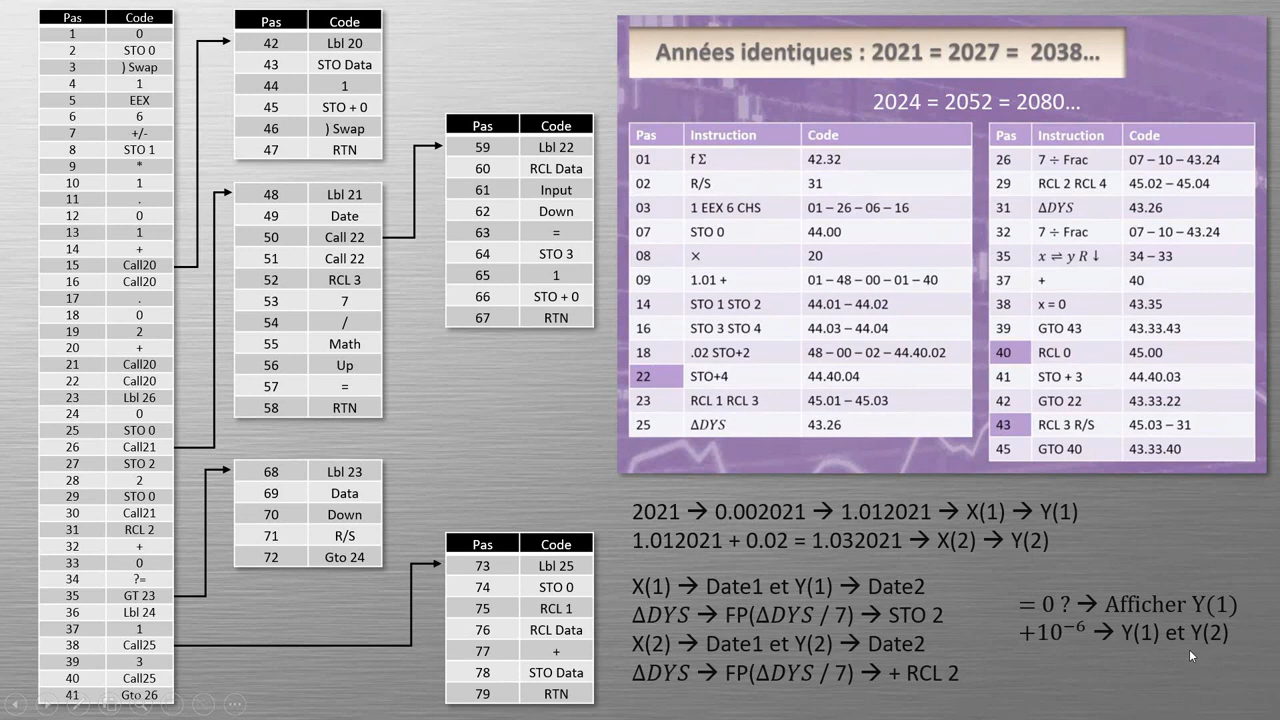 Pas Code
1 0
2 STO 0
3 ) Swap
4 1
5 EEX
6 6
7 +/-
8 STO 1
9 *
10 1
11 .
12 0
13 1
14 +
15 Call20
16 Call20
17 .
18 0
19 2
20 +
21 Call20
22 Call20
23 Lbl 26
24 0
25 STO 0
26 Call21
27 STO 2
28 2
29 STO 0
30 Call21
31 RCL 2
32 +
33 0
34 ?=
35 GT 23
36 Lbl 24
37 1
38 Call25
39 3
40 Call25
41 Gto 26
Pas Code
42 Lbl 20
43 STO Data
44 1
45 STO + 0
46 ) Swap
47 RTN
48 Lbl 21
49 Date
50 Call 22
51 Call 22
52 RCL 3
53 7
54 /
55 Math
56 Up
57 =
58 RTN
68 Lbl 23
69 Data
70 Down
71 R/S
72 Gto 24
Pas Code
59 Lbl 22
60 RCL Data
61 Input
62 Down
63 =
64 STO 3
65 1
66 STO + 0
67 RTN
Pas Code
73 Lbl 25
74 STO 0
75 RCL 1
76 RCL Data
77 +
78 STO Data
79 RTN
Années identiques : 2021 = 2027 = 2038...
2024 = 2052 = 2080...
Pas Instruction Code
01 f Σ 42.32
02 R/S 31
03 1 EEX 6 CHS 01 – 26 – 06 – 16
07 STO 0 44.00
08 × 20
09 1.01 + 01 – 48 – 00 – 01 – 40
14 STO 1 STO 2 44.01 – 44.02
16 STO 3 STO 4 44.03 – 44.04
18 .02 STO+2 48 – 00 – 02 – 44.40.02
22 STO+4 44.40.04
23 RCL 1 RCL 3 45.01 – 45.03
25 ΔDYS 43.26
Pas Instruction Code
26 7 ÷ Frac 07 – 10 – 43.24
29 RCL 2 RCL 4 45.02 – 45.04
31 ΔDYS 43.26
32 7 ÷ Frac 07 – 10 – 43.24
35 x ⇌ y R ↓ 34 – 33
37 + 40
38 x = 0 43.35
39 GTO 43 43.33.43
40 RCL 0 45.00
41 STO + 3 44.40.03
42 GTO 22 43.33.22
43 RCL 3 R/S 45.03 – 31
45 GTO 40 43.33.40
2021 → 0.002021 → 1.012021 → X(1) → Y(1)
1.012021 + 0.02 = 1.032021 → X(2) → Y(2)
X(1) → Date1 et Y(1) → Date2
ΔDYS → FP(ΔDYS / 7) → STO 2
X(2) → Date1 et Y(2) → Date2
ΔDYS → FP(ΔDYS / 7) → + RCL 2
= 0 ? → Afficher Y(1)
+10⁻⁶ → Y(1) et Y(2)